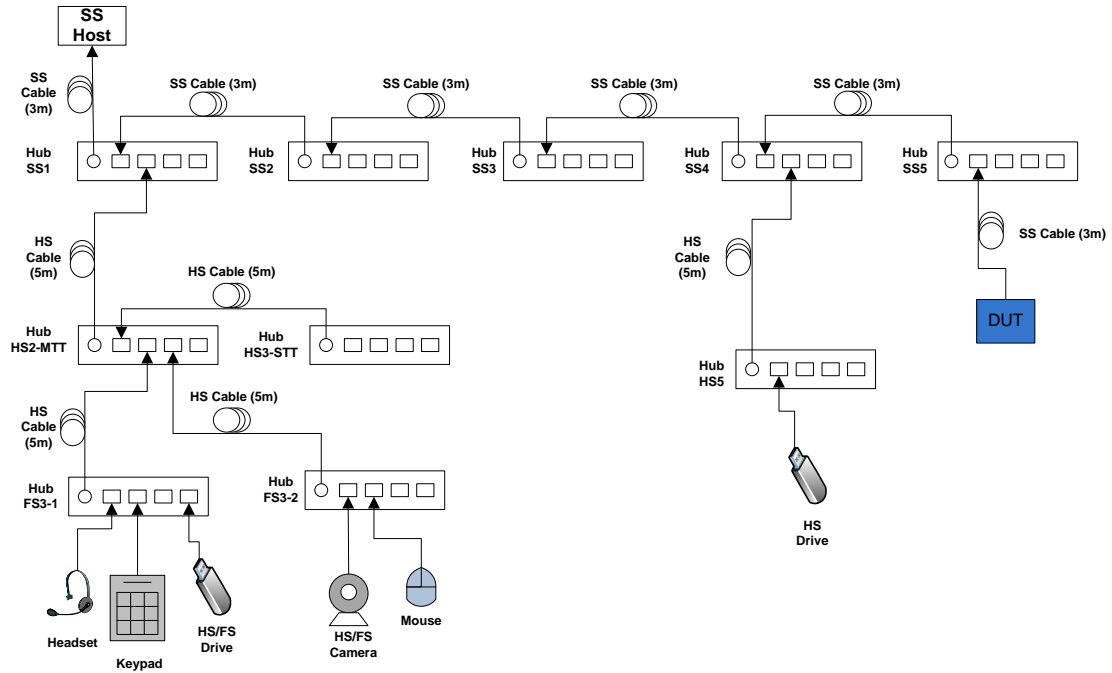 SS
Host
SS
Cable
(3m)
SS Cable (3m)
SS Cable (3m)
SS Cable (3m)
SS Cable (3m)
Hub
SS1
Hub
SS2
Hub
SS3
Hub
SS4
Hub
SS5
HS
Cable
(5m)
HS Cable (5m)
HS
Cable
(5m)
SS Cable (3m)
DUT
Hub
HS2-MTT
Hub
HS3-STT
Hub
HS5
HS
Cable
(5m)
HS Cable (5m)
Hub
FS3-1
Hub
FS3-2
HS
Drive
Headset
Keypad
HS/FS
Drive
HS/FS
Camera
Mouse